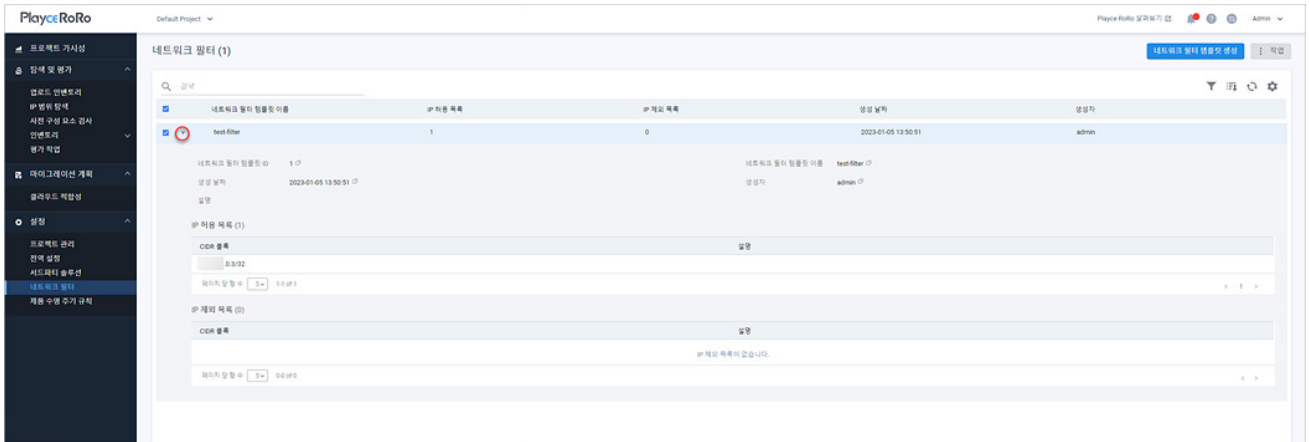 Playce RoRo
Default Project
Playce RoRo 살펴보기
Admin
프로젝트 가시성
탐색 및 평가
업로드 인벤토리
IP 범위 탐색
사전 구성 요소 검사
인벤토리
평가 작업
마이그레이션 계획
클라우드 적합성
설정
프로젝트 관리
전역 설정
서드파티 솔루션
네트워크 필터
제품 수명 주기 규칙
네트워크 필터 (1)
네트워크 필터 템플릿 생성
작업
검색
네트워크 필터 템플릿 이름 IP 허용 목록 IP 제외 목록 생성 날짜 생성자
test-filter 1 0 2023-01-05 13:50:51 admin
네트워크 필터 템플릿 ID 1 네트워크 필터 템플릿 이름 test-filter
생성 날짜 2023-01-05 13:50:51 생성자 admin
설명
IP 허용 목록 (1)
CIDR 블록 설명
.0.3/32
페이지 당 행 수 5 1-1 of 1
1
IP 제외 목록 (0)
CIDR 블록 설명
IP 제외 목록이 없습니다.
페이지 당 행 수 5 0-0 of 0